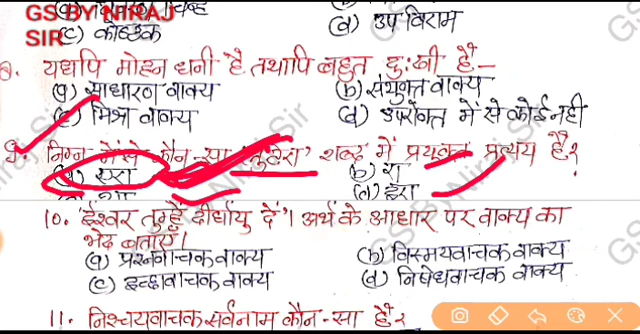 GS BY NIRAJ SIR
(c) कोष्ठक (d) उप विराम
यद्यपि मोहन धनी है तथापि बहुत दुःखी है -
(a) साधारण वाक्य (b) संयुक्त वाक्य
(c) मिश्र वाक्य (d) उपरोक्त में से कोई नहीं
9. निम्न में से कौन-सा 'लुटेरा' शब्द में प्रयुक्त प्रत्यय है?
(a) एरा (b) रा
(d) इरा
10. 'ईश्वर तुम्हें दीर्घायु दें'। अर्थ के आधार पर वाक्य का
भेद बताएँ।
(a) प्रश्नवाचक वाक्य (b) विस्मयवाचक वाक्य
(c) इच्छावाचक वाक्य (d) निषेधवाचक वाक्य
11. निश्चयवाचक सर्वनाम कौन-सा है?